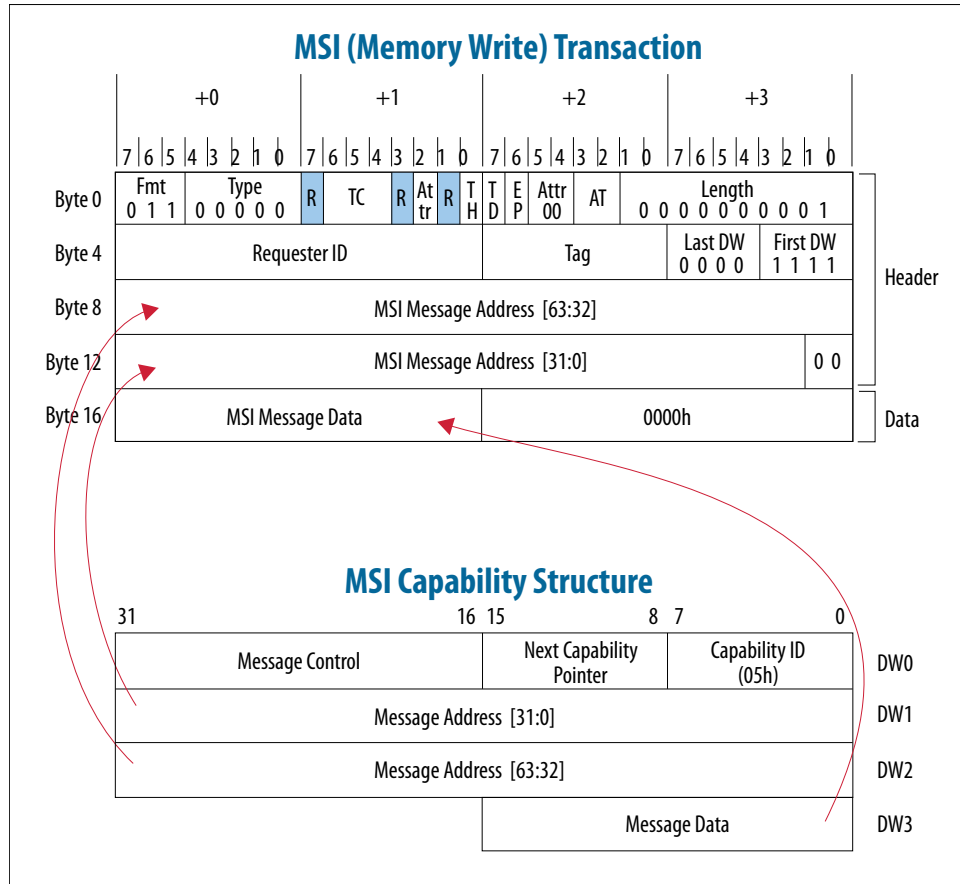 MSI (Memory Write) Transaction
+0 +1 +2 +3
7 6 5 4 3 2 1 0 7 6 5 4 3 2 1 0 7 6 5 4 3 2 1 0 7 6 5 4 3 2 1 0
Byte 0
Fmt
0 1 1
Type
0 0 0 0 0
R
TC
R
At
tr
R
T
H
T
D
E
P
Attr
00
AT
Length
0 0 0 0 0 0 0 0 0 1
Byte 4
Requester ID
Tag
Last DW
0 0 0 0
First DW
1 1 1 1
Header
Byte 8
MSI Message Address [63:32]
Byte 12
MSI Message Address [31:0]
0 0
Byte 16
MSI Message Data
0000h
Data
MSI Capability Structure
31 16 15 8 7 0
Message Control
Next Capability
Pointer
Capability ID
(05h)
DW0
Message Address [31:0]
DW1
Message Address [63:32]
DW2
Message Data
DW3